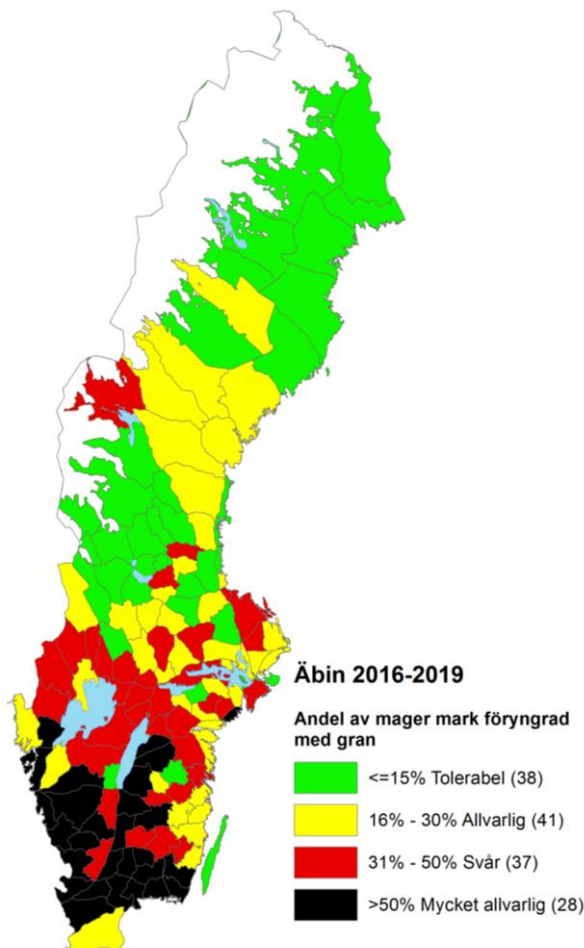 Äbin 2016-2019
Andel av mager mark föryngrad
med gran
<=15% Tolerabel (38)
16% - 30% Allvarlig (41)
31% - 50% Svår (37)
>50% Mycket allvarlig (28)